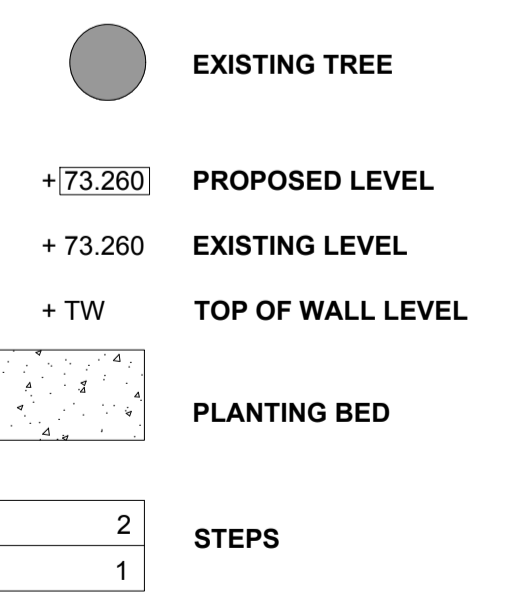 EXISTING TREE
+ 73.260 PROPOSED LEVEL
+ 73.260 EXISTING LEVEL
+ TW TOP OF WALL LEVEL
PLANTING BED
2
STEPS
1